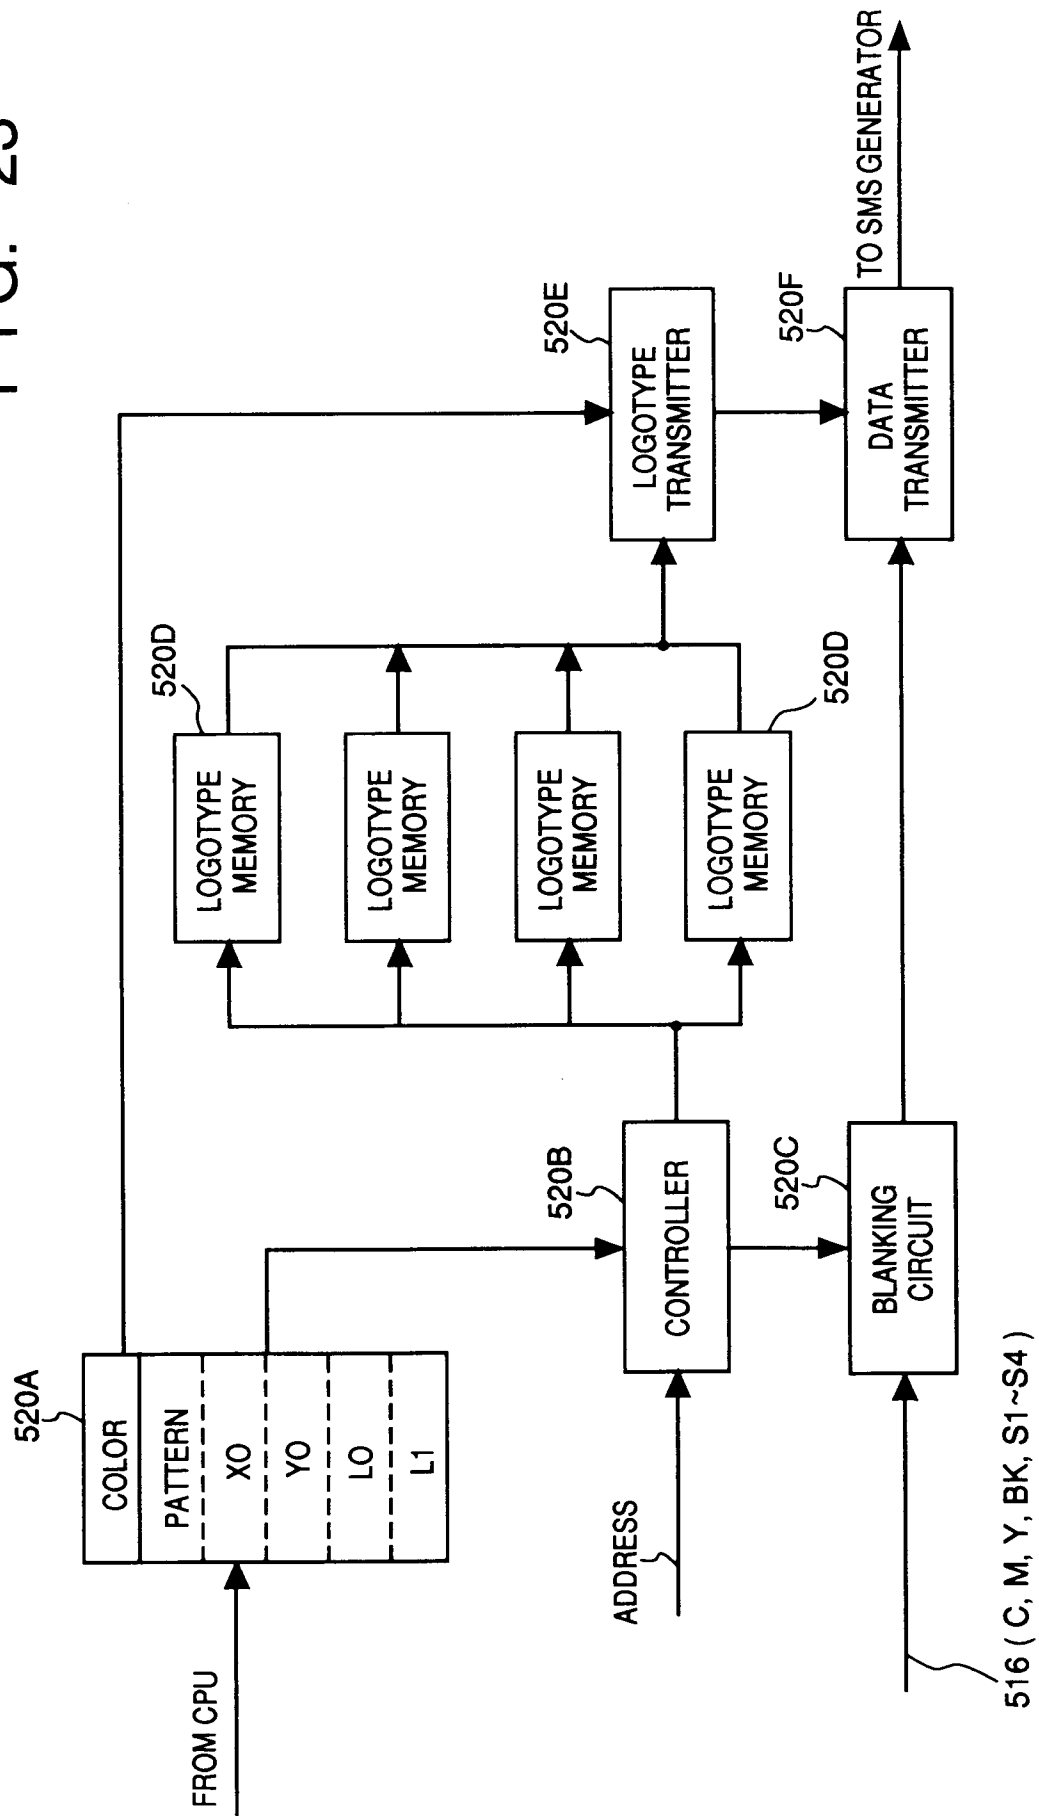 FIG. 23
FROM CPU
520A
COLOR
PATTERN
XO
YO
LO
L1
ADDRESS
520B
CONTROLLER
520C
BLANKING
CIRCUIT
516 ( C, M, Y, BK, S1~S4 )
520D
LOGOTYPE
MEMORY
LOGOTYPE
MEMORY
LOGOTYPE
MEMORY
LOGOTYPE
MEMORY
520D
520E
LOGOTYPE
TRANSMITTER
520F
DATA
TRANSMITTER
TO SMS GENERATOR